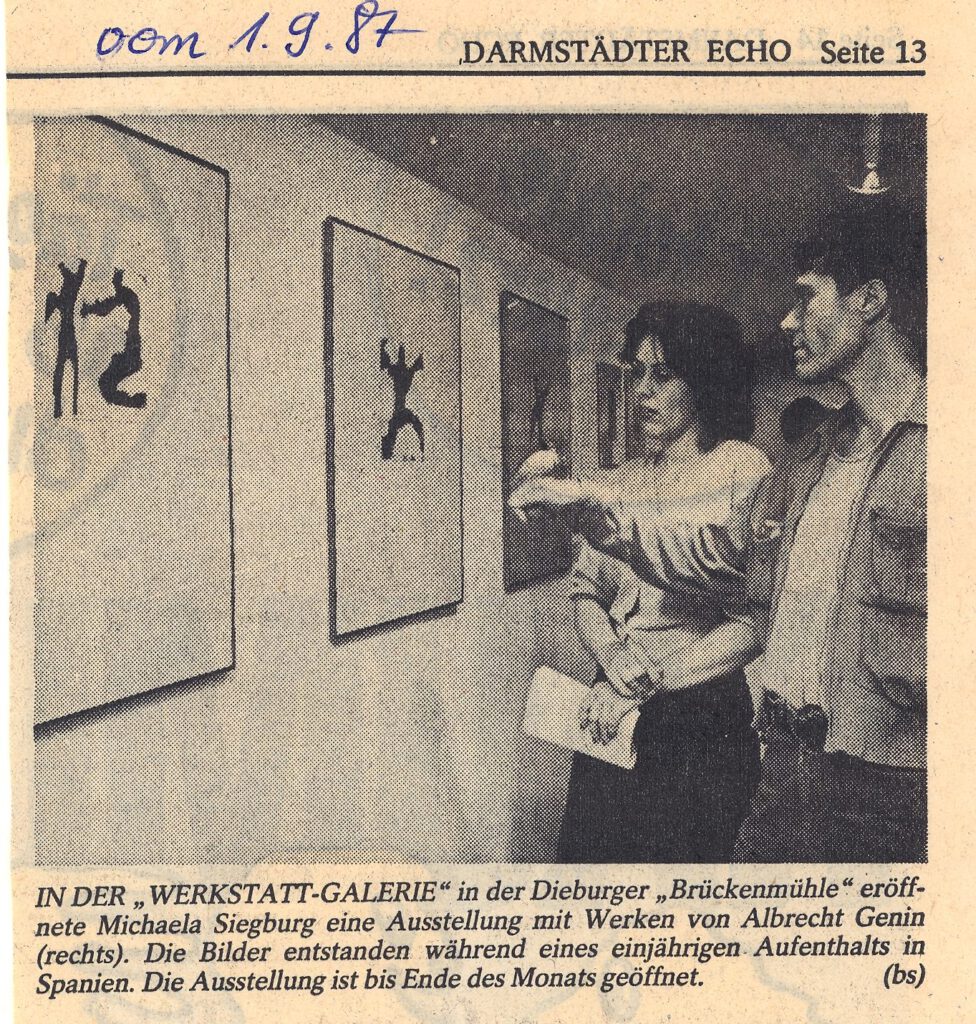 vom 1.9.87
DARMSTÄDTER ECHO Seite 13
IN DER „WERKSTATT-GALERIE“ in der Dieburger „Brückenmühle“ eröff-
nete Michaela Siegburg eine Ausstellung mit Werken von Albrecht Genin
(rechts). Die Bilder entstanden während eines einjährigen Aufenthalts in
Spanien. Die Ausstellung ist bis Ende des Monats geöffnet. (bs)